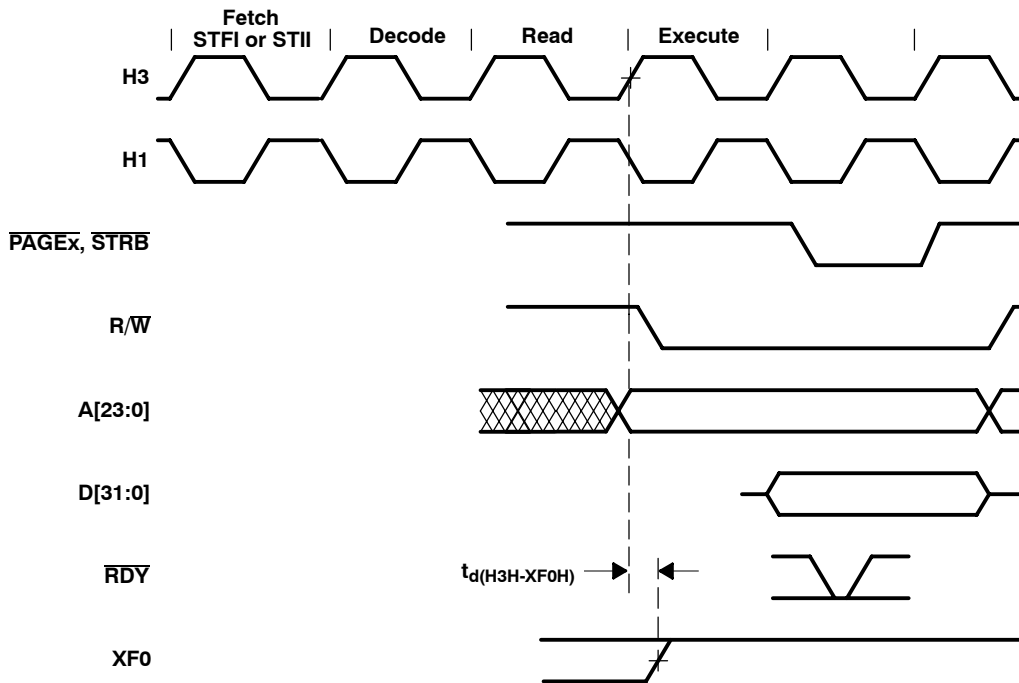 Fetch
STFI or STII
Decode
Read
Execute
H3
H1
PAGEx, STRB
R/W
A[23:0]
D[31:0]
RDY
td(H3H-XF0H)
XF0